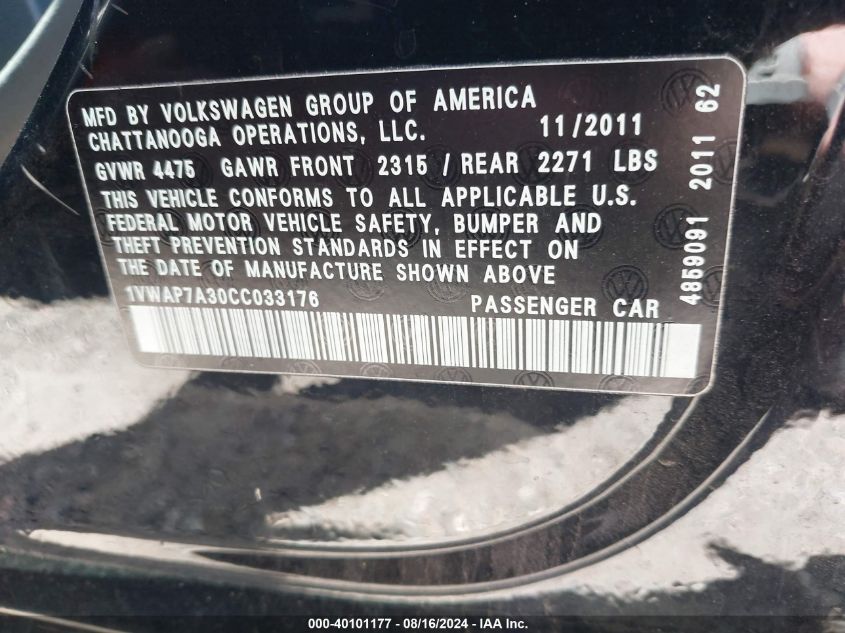 MFD BY VOLKSWAGEN GROUP OF AMERICA
CHATTANOOGA OPERATIONS, LLC. 11/2011
GVWR 4475 GAWR FRONT 2315 / REAR 2271 LBS
THIS VEHICLE CONFORMS TO ALL APPLICABLE U.S.
FEDERAL MOTOR VEHICLE SAFETY, BUMPER AND
THEFT PREVENTION STANDARDS IN EFFECT ON
THE DATE OF MANUFACTURE SHOWN ABOVE
1VWAP7A30CC033176 PASSENGER CAR
4859091 2011 62
000-40101177 - 08/16/2024 - © IAA Holdings, LLC.